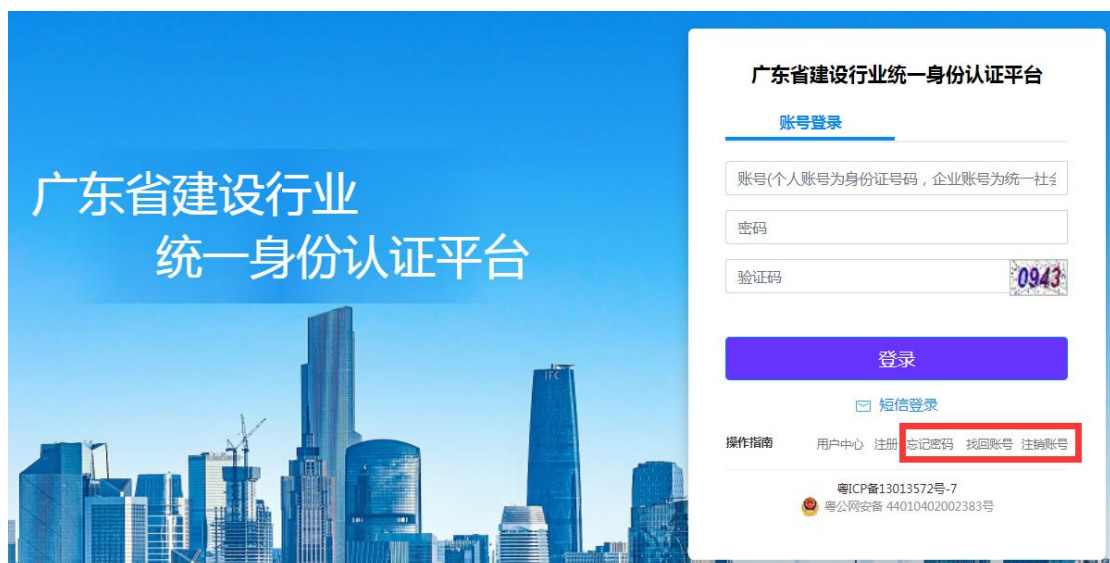 广东省建设行业
统一身份认证平台
IFC
广东省建设行业统一身份认证平台
账号登录
账号(个人账号为身份证号码，企业账号为统一社会
密码
验证码 0943
登录
短信登录
操作指南 用户中心 注册 忘记密码 找回账号 注销账号
粤ICP备13013572号-7
粤公网安备 44010402002383号